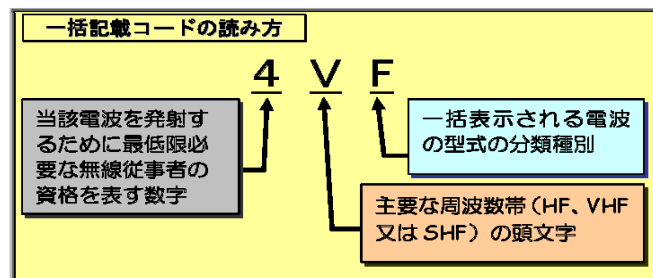 一括記載コードの読み方
4 V F
当該電波を発射す
るために最低限必
要な無線従事者の
資格を表す数字
一括表示される電波
の型式の分類種別
主要な周波数帯(HF、VHF
又はSHF)の頭文字